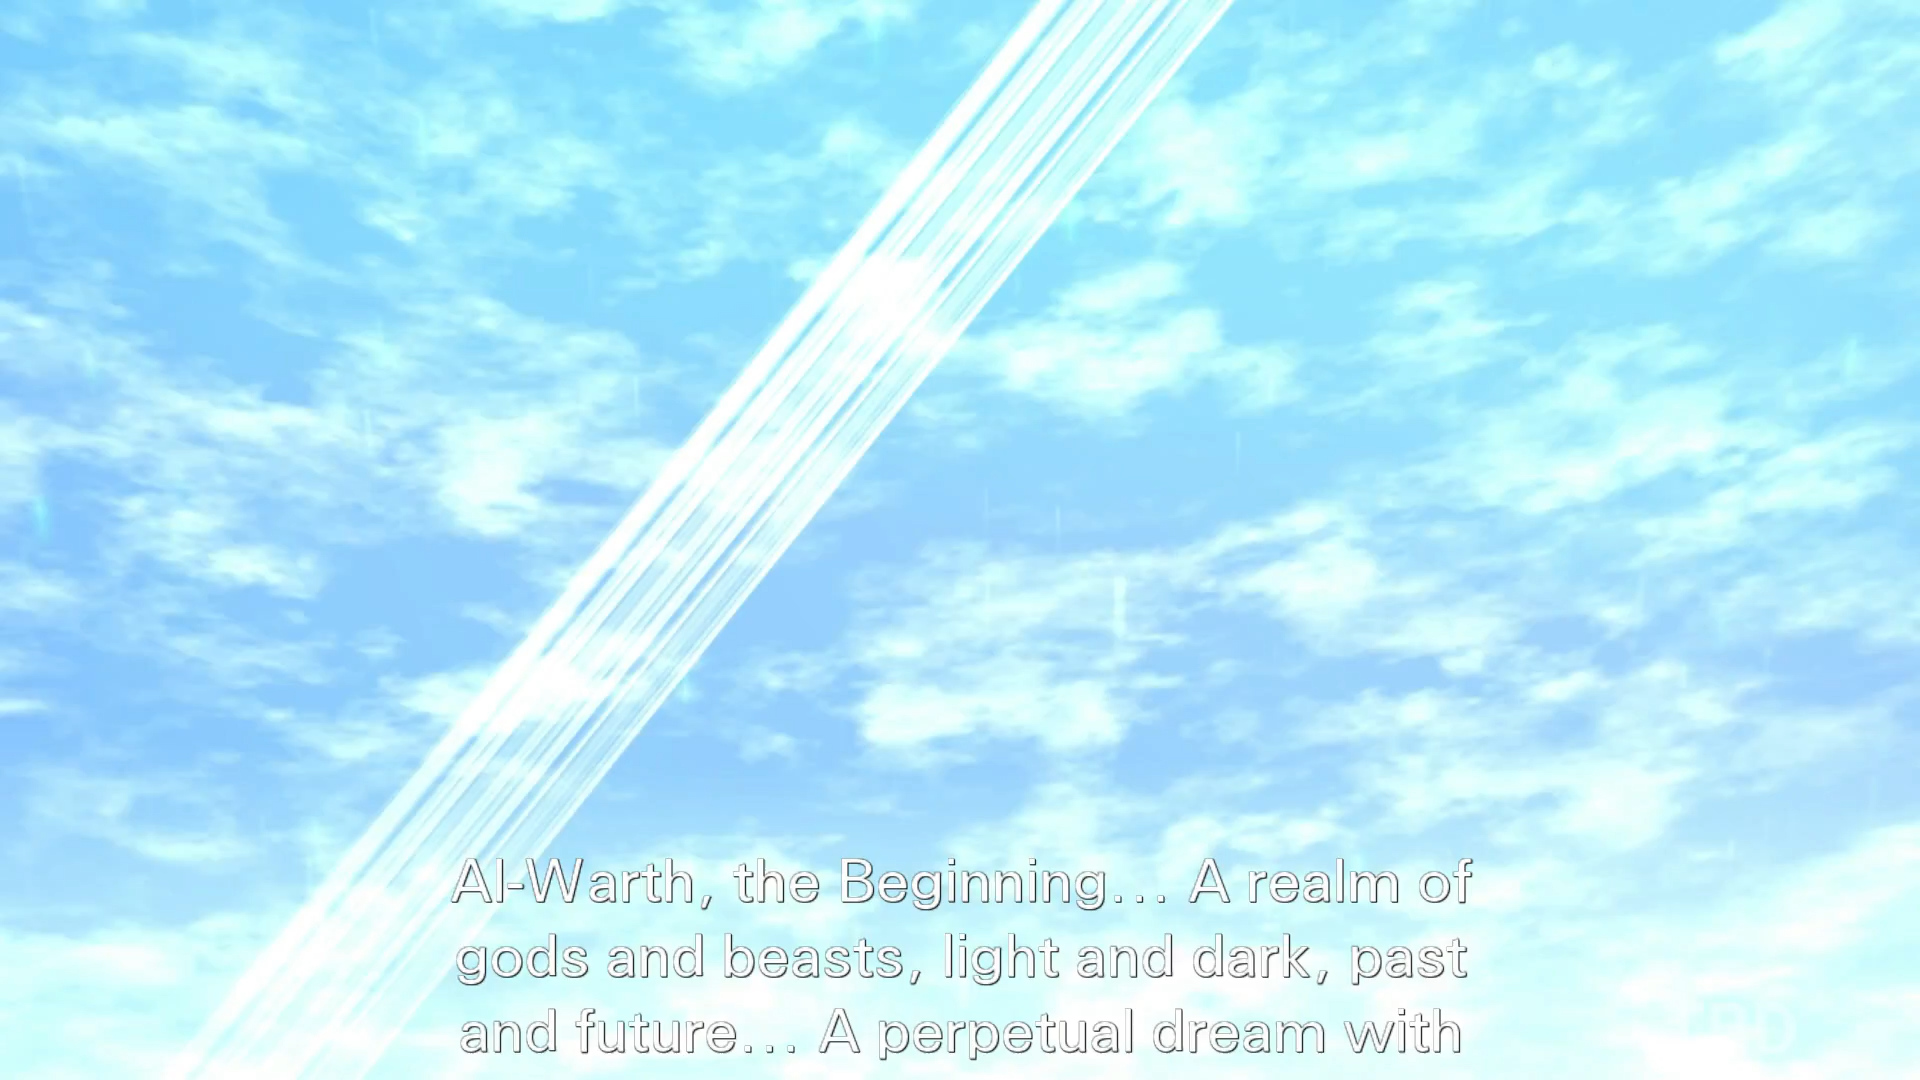 Al-Warth, the Beginning... A realm of
gods and beasts, light and dark, past
and future... A perpetual dream with